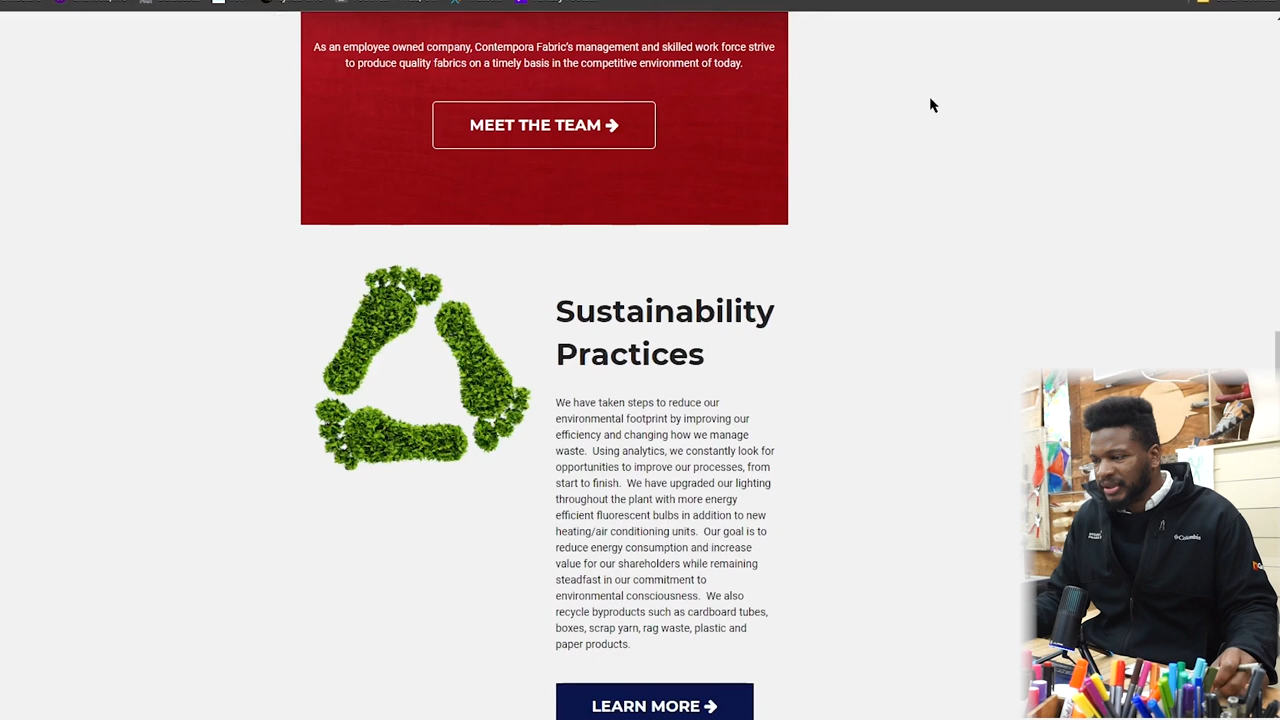 As an employee owned company, Contempora Fabric's management and skilled work force strive
to produce quality fabrics on a timely basis in the competitive environment of today.
MEET THE TEAM
Sustainability
Practices
We have taken steps to reduce our
environmental footprint by improving our
efficiency and changing how we manage
waste. Using analytics, we constantly look for
opportunities to improve our processes, from
start to finish. We have upgraded our lighting
throughout the plant with more energy
efficient fluorescent bulbs in addition to new
heating/air conditioning units. Our goal is to
reduce energy consumption and increase
value for our shareholders while remaining
steadfast in our commitment to
environmental consciousness. We also
recycle byproducts such as cardboard tubes,
boxes, scrap yarn, rag waste, plastic and
paper products.
LEARN MORE
Columbia